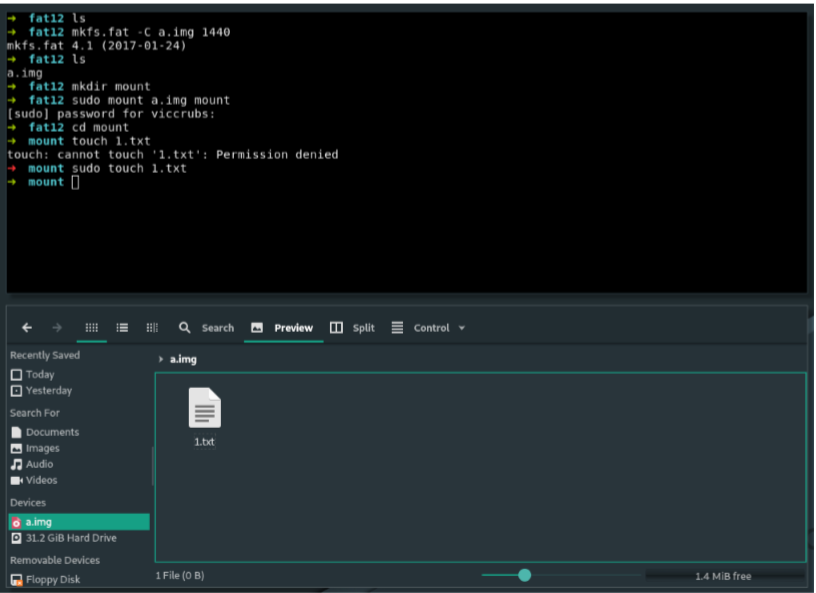 → fat12 ls
→ fat12 mkfs.fat -C a.img 1440
mkfs.fat 4.1 (2017-01-24)
→ fat12 ls
a.img
→ fat12 mkdir mount
→ fat12 sudo mount a.img mount
[sudo] password for viccrubs:
→ fat12 cd mount
→ mount touch 1.txt
touch: cannot touch '1.txt': Permission denied
→ mount sudo touch 1.txt
→ mount
Search Preview Split Control
Recently Saved
Today
Yesterday
Search For
Documents
Images
Audio
Videos
Devices
a.img
31.2 GiB Hard Drive
Removable Devices
Floppy Disk
› a.img
1.txt
1 File (0 B)
1.4 MiB free